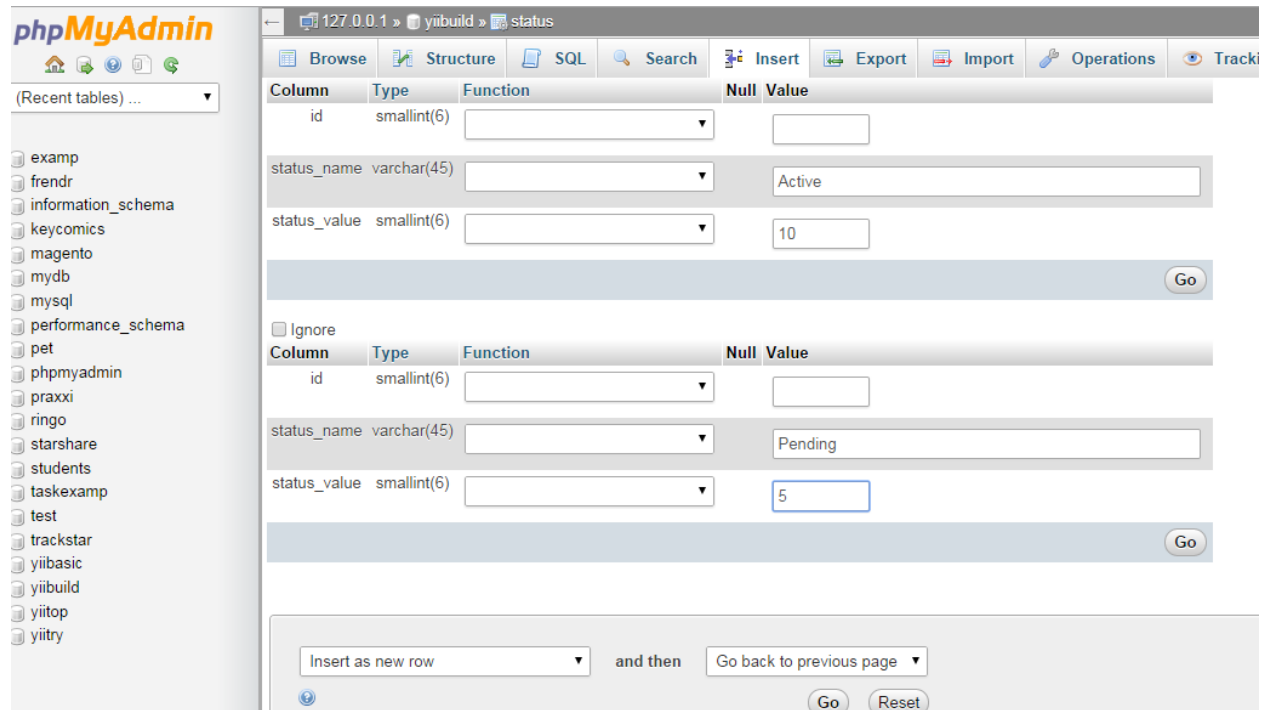 phpMyAdmin
(Recent tables) ...
examp
frendr
information_schema
keycomics
magento
mydb
mysql
performance_schema
pet
phpmyadmin
praxxi
ringo
starshare
students
taskexamp
test
trackstar
yiibasic
yiibuild
yiitop
yiitry
127.0.0.1 » yiibuild » status
Browse Structure SQL Search Insert Export Import Operations Tracki
Column Type Function Null Value
id smallint(6)
status_name varchar(45) Active
status_value smallint(6) 10
Go
Ignore
Column Type Function Null Value
id smallint(6)
status_name varchar(45) Pending
status_value smallint(6) 5
Go
Insert as new row and then Go back to previous page
Go Reset